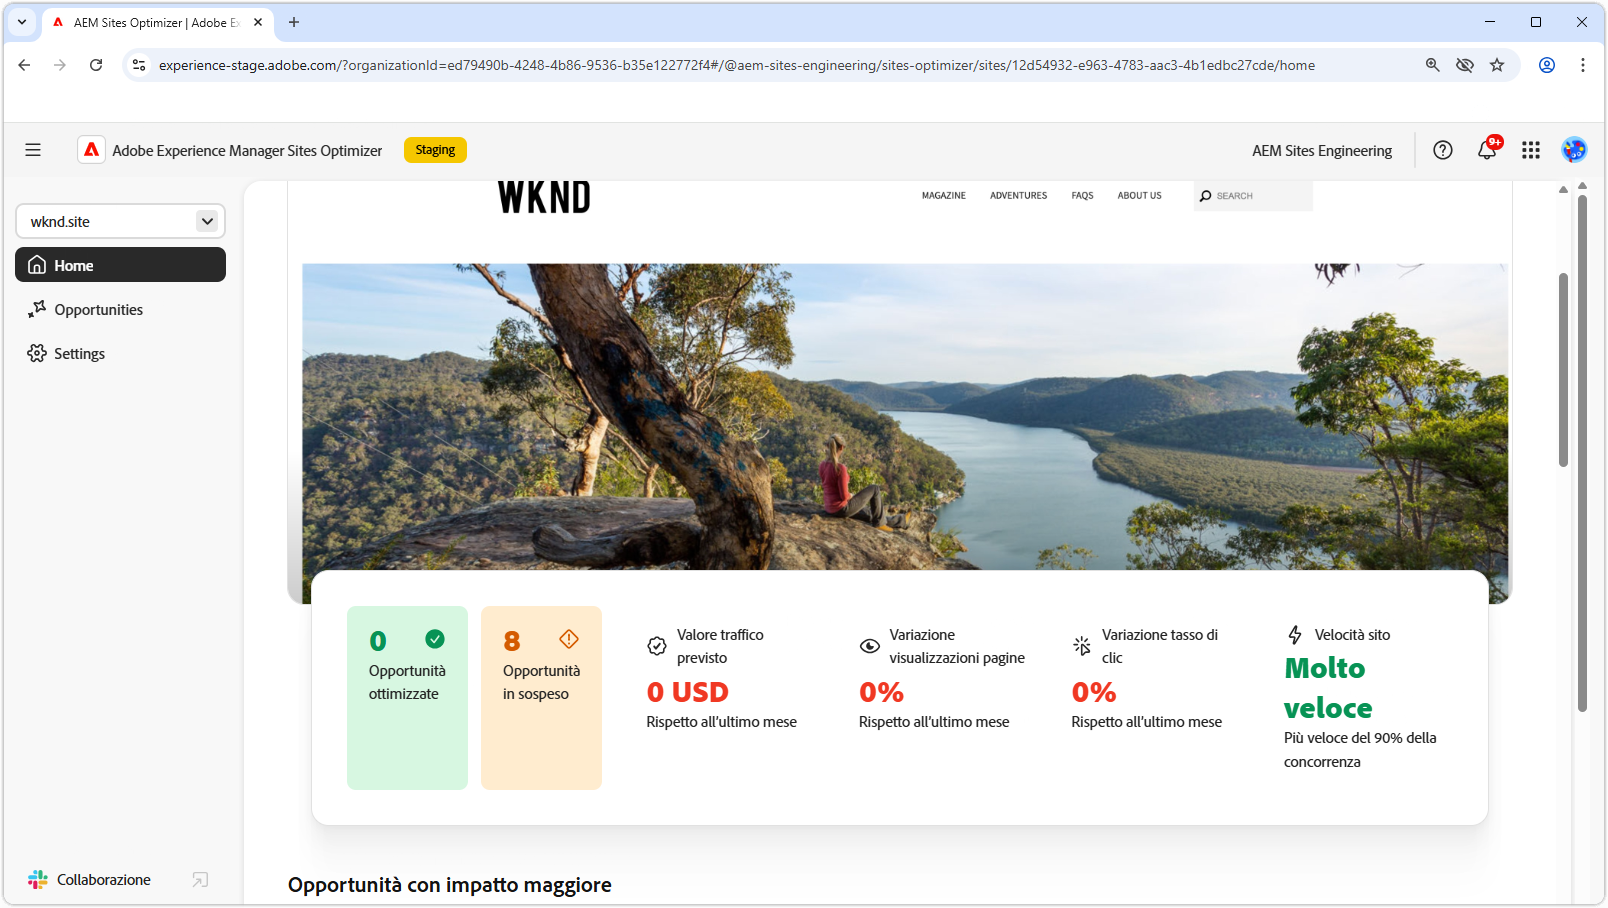 AEM Sites Optimizer | Adobe Ex
experience-stage.adobe.com/?organizationId=ed79490b-4248-4b86-9536-b35e122772f4#/@aem-sites-engineering/sites-optimizer/sites/12d54932-e963-4783-aac3-4b1edbc27cde/home
Adobe Experience Manager Sites Optimizer
Staging
AEM Sites Engineering
9+
wknd.site
Home
Opportunities
Settings
WKND
MAGAZINE
ADVENTURES
FAQS
ABOUT US
SEARCH
0
Opportunità
ottimizzate
8
Opportunità
in sospeso
Valore traffico
previsto
0 USD
Rispetto all’ultimo mese
Variazione
visualizzazioni pagine
0%
Rispetto all’ultimo mese
Variazione tasso di
clic
0%
Rispetto all’ultimo mese
Velocità sito
Molto
veloce
Più veloce del 90% della
concorrenza
Collaborazione
Opportunità con impatto maggiore